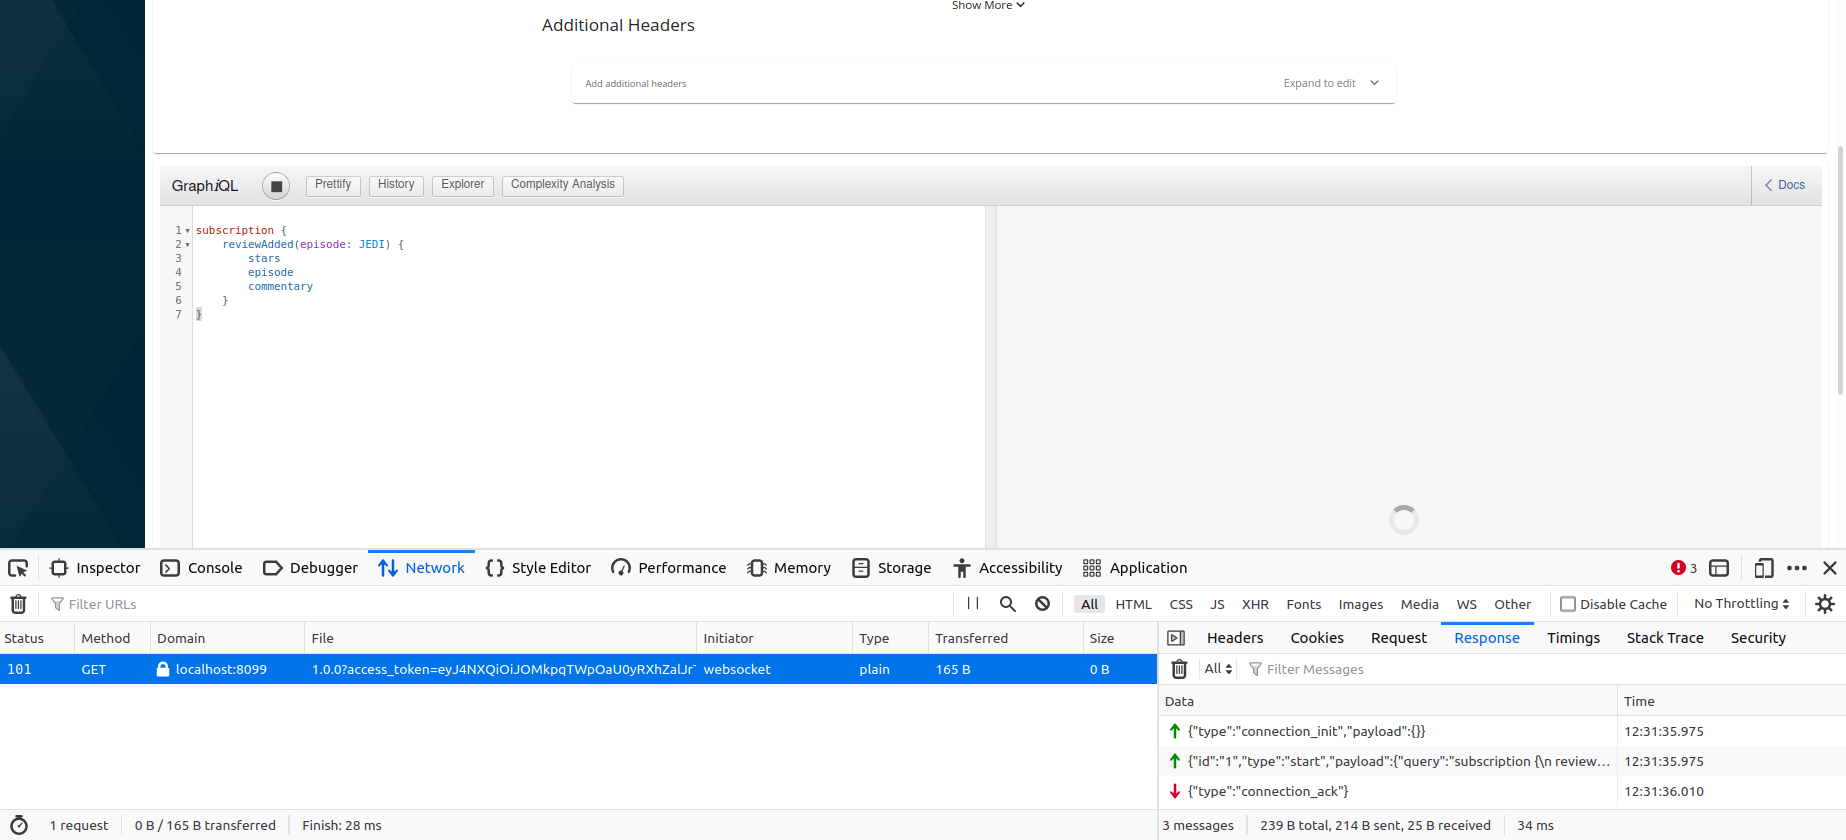 Show More
Additional Headers
Add additional headers
Expand to edit
GraphiQL
Prettify
History
Explorer
Complexity Analysis
Docs
1 subscription {
2 reviewAdded(episode: JEDI) {
3 stars
4 episode
5 commentary
6 }
7 }
Inspector
Console
Debugger
Network
Style Editor
Performance
Memory
Storage
Accessibility
Application
3
Filter URLs
All
HTML
CSS
JS
XHR
Fonts
Images
Media
WS
Other
Disable Cache
No Throttling
Status
Method
Domain
File
Initiator
Type
Transferred
Size
Headers
Cookies
Request
Response
Timings
Stack Trace
Security
101
GET
localhost:8099
1.0.0?access_token=eyJ4NXQiOiJOMkpqTWpOaU0yRXhZalJr
websocket
plain
165 B
0 B
All
Filter Messages
Data
Time
{"type":"connection_init","payload":{}}
12:31:35.975
{"id":"1","type":"start","payload":{"query":"subscription {\n review…
12:31:35.975
{"type":"connection_ack"}
12:31:36.010
1 request
0 B / 165 B transferred
Finish: 28 ms
3 messages
239 B total, 214 B sent, 25 B received
34 ms